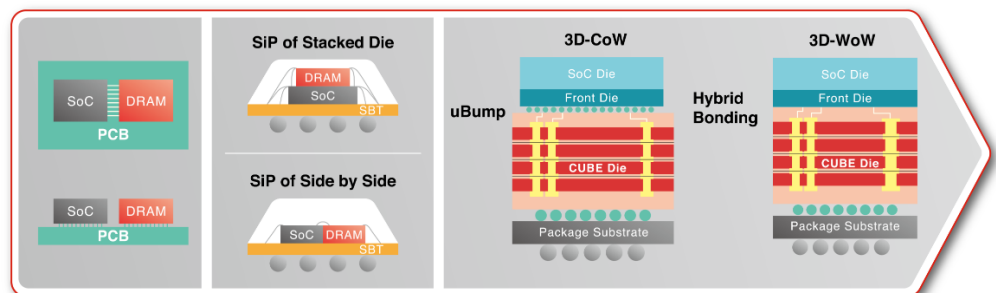 SoC
DRAM
PCB
SoC
DRAM
PCB
SiP of Stacked Die
DRAM
SoC
SBT
SiP of Side by Side
SoC
DRAM
SBT
3D-CoW
SoC Die
Front Die
uBump
CUBE Die
Package Substrate
3D-WoW
SoC Die
Front Die
Hybrid
Bonding
CUBE Die
Package Substrate